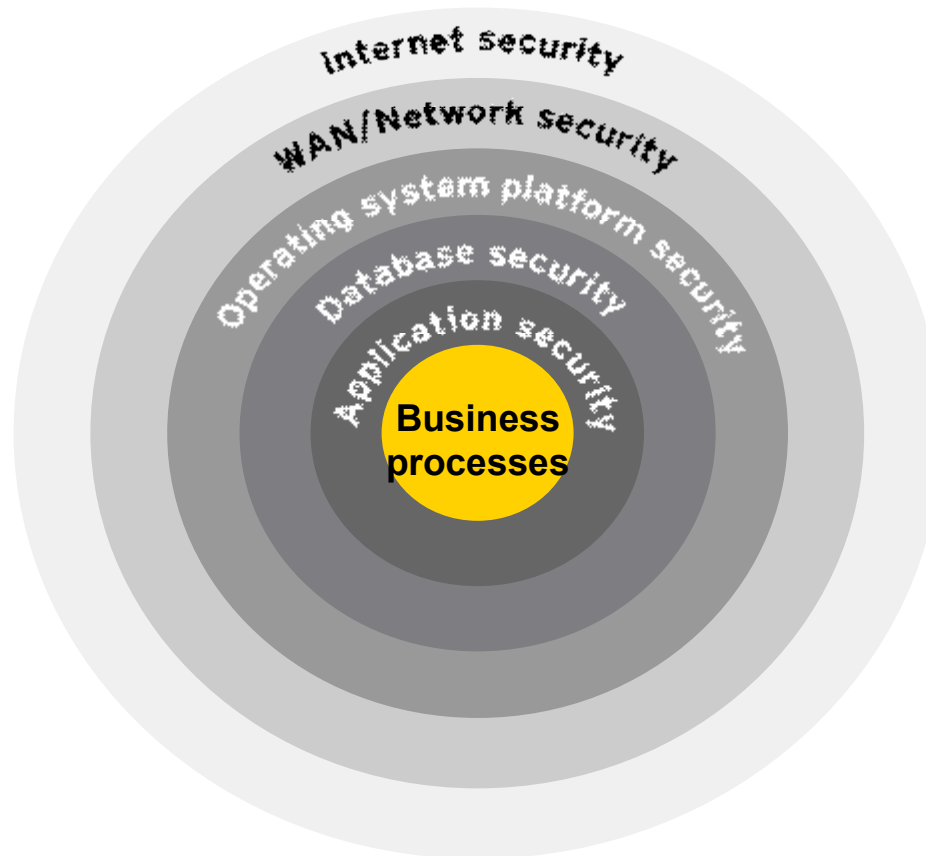 Internet security
WAN/Network security
Operating system platform security
Database security
Application security
Business
processes